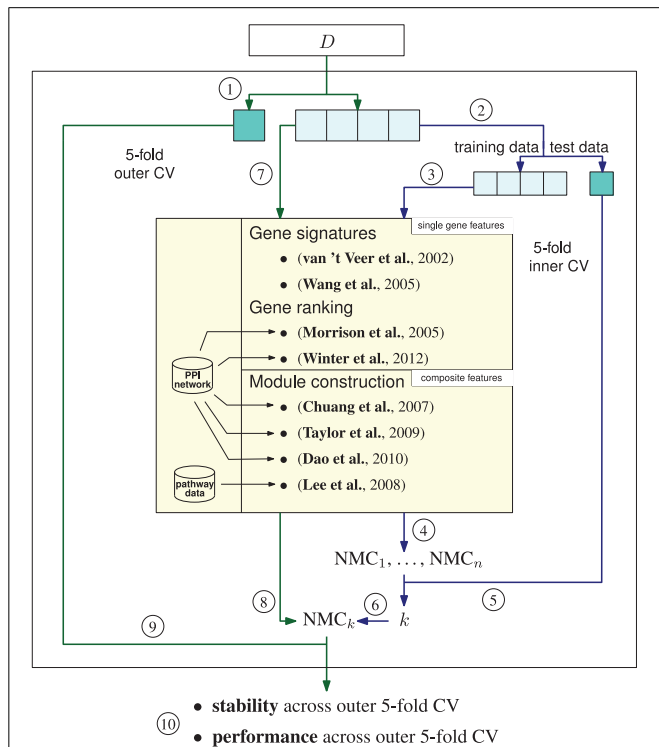 D
①
②
5-fold
outer CV
training data
test data
⑦
③
single gene features
Gene signatures
5-fold
inner CV
• (van 't Veer et al., 2002)
• (Wang et al., 2005)
Gene ranking
• (Morrison et al., 2005)
• (Winter et al., 2012)
PPI
network
Module construction
composite features
• (Chuang et al., 2007)
• (Taylor et al., 2009)
• (Dao et al., 2010)
• (Lee et al., 2008)
pathway
data
④
NMC₁, …, NMCₙ
⑤
⑧
⑥
NMCₖ
k
⑨
• stability across outer 5-fold CV
⑩
• performance across outer 5-fold CV